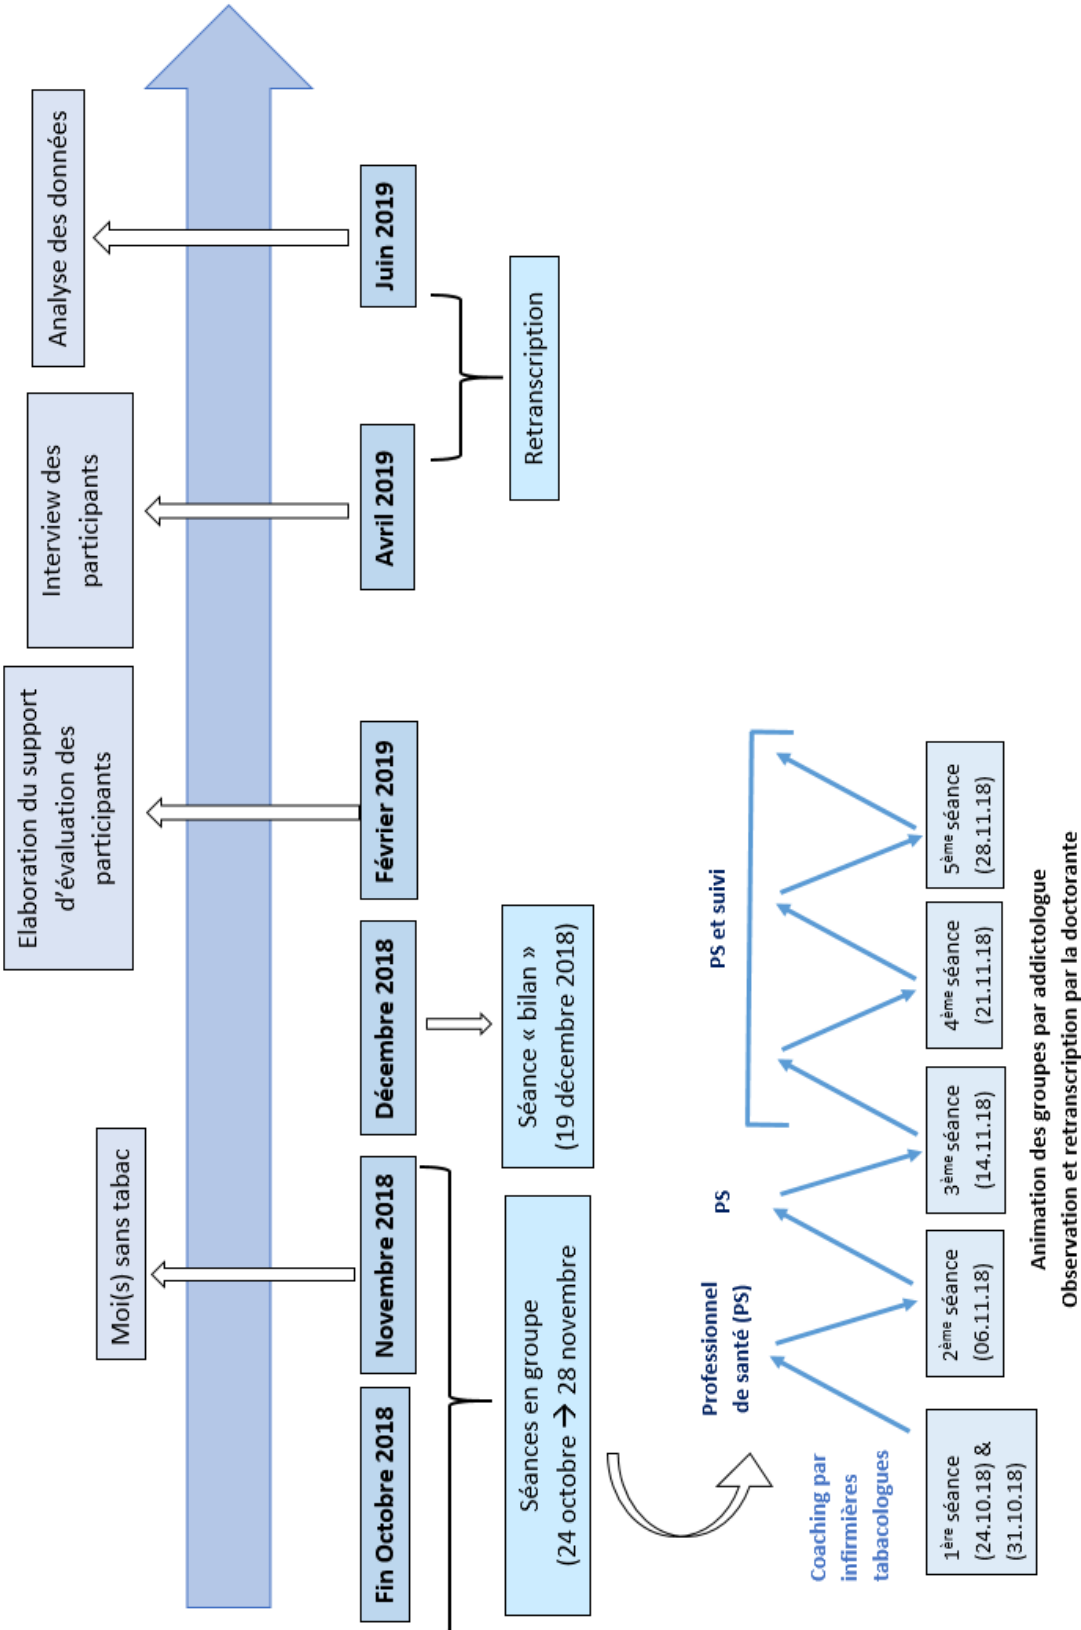 Moi(s) sans tabac
Elaboration du support
d'évaluation des
participants
Interview des
participants
Analyse des données
Fin Octobre 2018
Novembre 2018
Décembre 2018
Février 2019
Avril 2019
Juin 2019
Séances en groupe
(24 octobre → 28 novembre
Séance « bilan »
(19 décembre 2018)
Retranscription
Coaching par
infirmières
tabacologues
Professionnel
de santé (PS)
PS
PS et suivi
1ère séance
(24.10.18) &
(31.10.18)
2ème séance
(06.11.18)
3ème séance
(14.11.18)
4ème séance
(21.11.18)
5ème séance
(28.11.18)
Animation des groupes par addictologue
Observation et retranscription par la doctorante